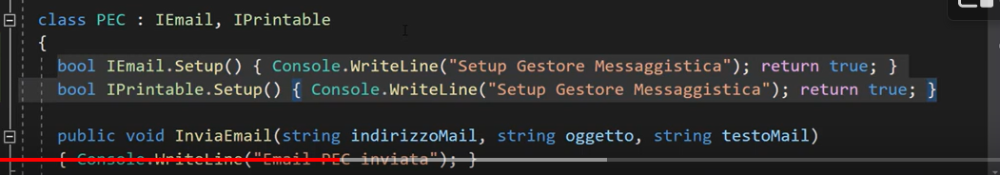 class PEC : IEmail, IPrintable
{
bool IEmail.Setup() { Console.WriteLine("Setup Gestore Messaggistica"); return true; }
bool IPrintable.Setup() { Console.WriteLine("Setup Gestore Messaggistica"); return true; }
public void InviaEmail(string indirizzoMail, string oggetto, string testoMail)
{ Console.WriteLine("Email PEC inviata"); }